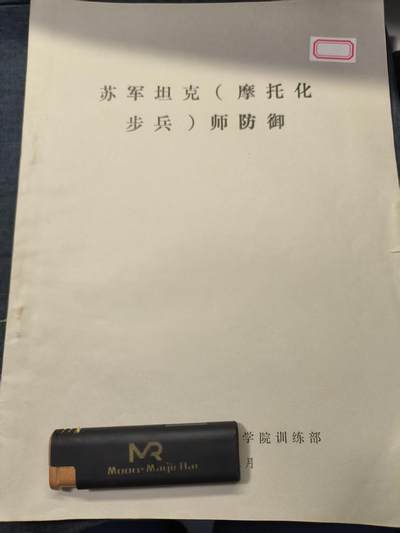 苏军坦克（摩托化
步兵）师防御
学院训练部
月
MR
Moore Magic Bar